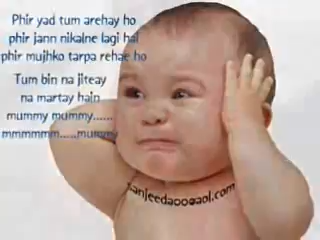 Phir yad tum arehay ho
phir jann nikalne lagi hai
phir mujhko tarpa rehae ho
Tum bin na jiteay
na martay hain
mummy mummy......
mmmmmm.....mummy
sanjeedaoogaol.com